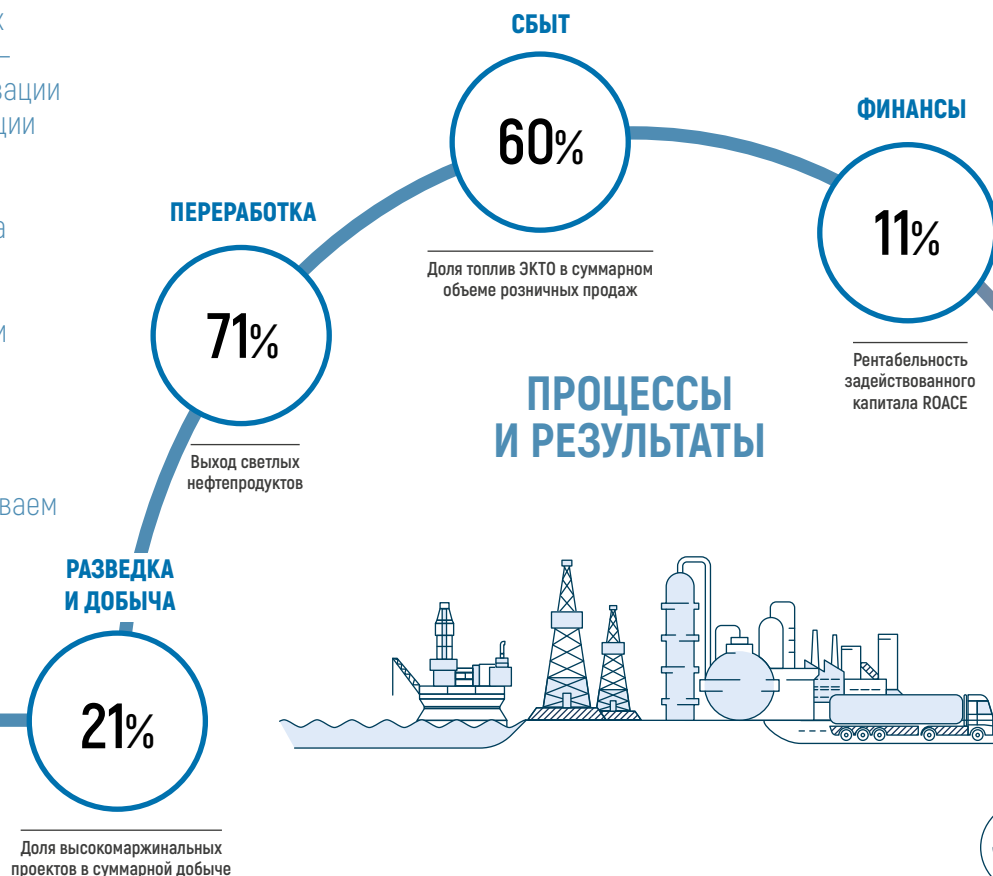 СБЫТ
60%
Доля топлив ЭКТО в суммарном
объеме розничных продаж
ФИНАНСЫ
11%
Рентабельность
задействованного
капитала ROACE
ПЕРЕРАБОТКА
71%
Выход светлых
нефтепродуктов
ПРОЦЕССЫ
И РЕЗУЛЬТАТЫ
РАЗВЕДКА
И ДОБЫЧА
21%
Доля высокомаржинальных
проектов в суммарной добыче